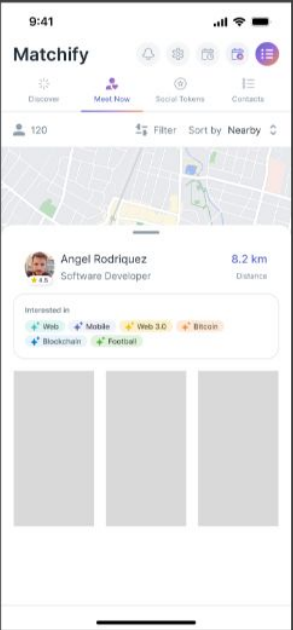 9:41
Matchify
Discover
Meet Now
Social Tokens
Contacts
120
Filter
Sort by Nearby
Angel Rodriquez
8.2 km
Software Developer
Distance
4.5
Interested in
Web
Mobile
Web 3.0
Bitcoin
Blockchain
Football